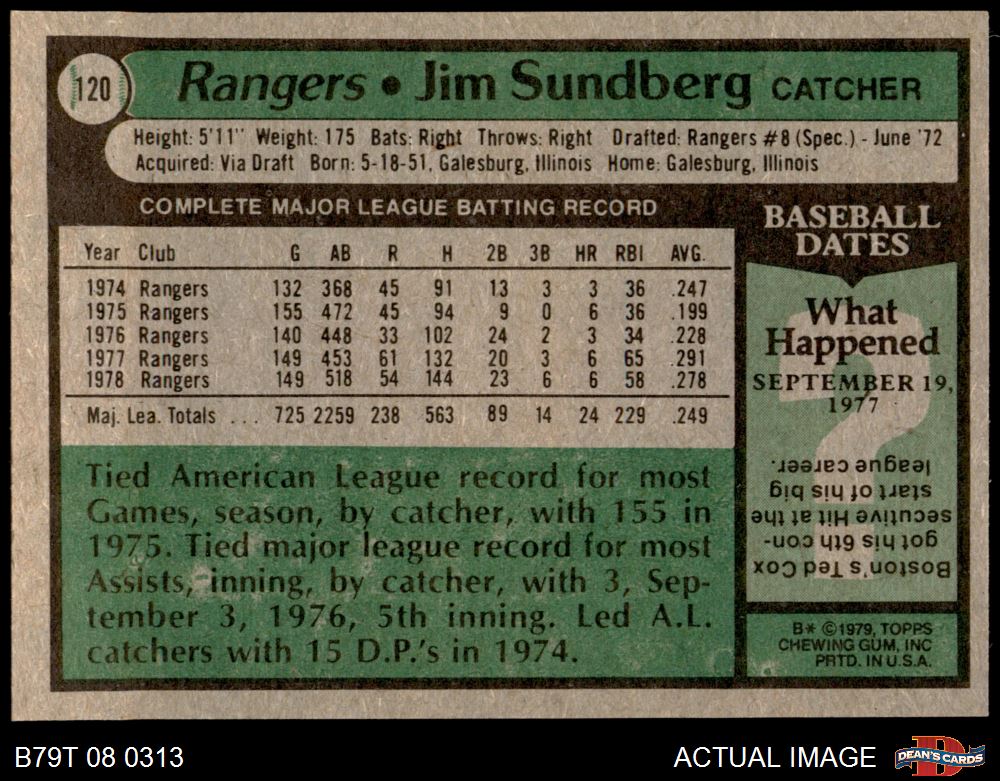 120
Rangers • Jim Sundberg CATCHER
Height: 5'11" Weight: 175 Bats: Right Throws: Right Drafted: Rangers #8 (Spec.) - June '72
Acquired: Via Draft Born: 5-18-51, Galesburg, Illinois Home: Galesburg, Illinois
COMPLETE MAJOR LEAGUE BATTING RECORD
Year Club G AB R H 2B 3B HR RBI AVG.
1974 Rangers 132 368 45 91 13 3 3 36 .247
1975 Rangers 155 472 45 94 9 0 6 36 .199
1976 Rangers 140 448 33 102 24 2 3 34 .228
1977 Rangers 149 453 61 132 20 3 6 65 .291
1978 Rangers 149 518 54 144 23 6 6 58 .278
Maj. Lea. Totals . . . 725 2259 238 563 89 14 24 229 .249
Tied American League record for most
Games, season, by catcher, with 155 in
1975. Tied major league record for most
Assists, inning, by catcher, with 3, Sep-
tember 3, 1976, 5th inning. Led A.L.
catchers with 15 D.P.'s in 1974.
BASEBALL
DATES
What
Happened
SEPTEMBER 19,
1977
?
Boston's Ted Cox
got his 6th con-
secutive Hit at the
start of his big
league career.
B* ©1979, TOPPS
CHEWING GUM, INC
PRTD. IN U.S.A.
B79T 08 0313
ACTUAL IMAGE
D
DEAN'S CARDS